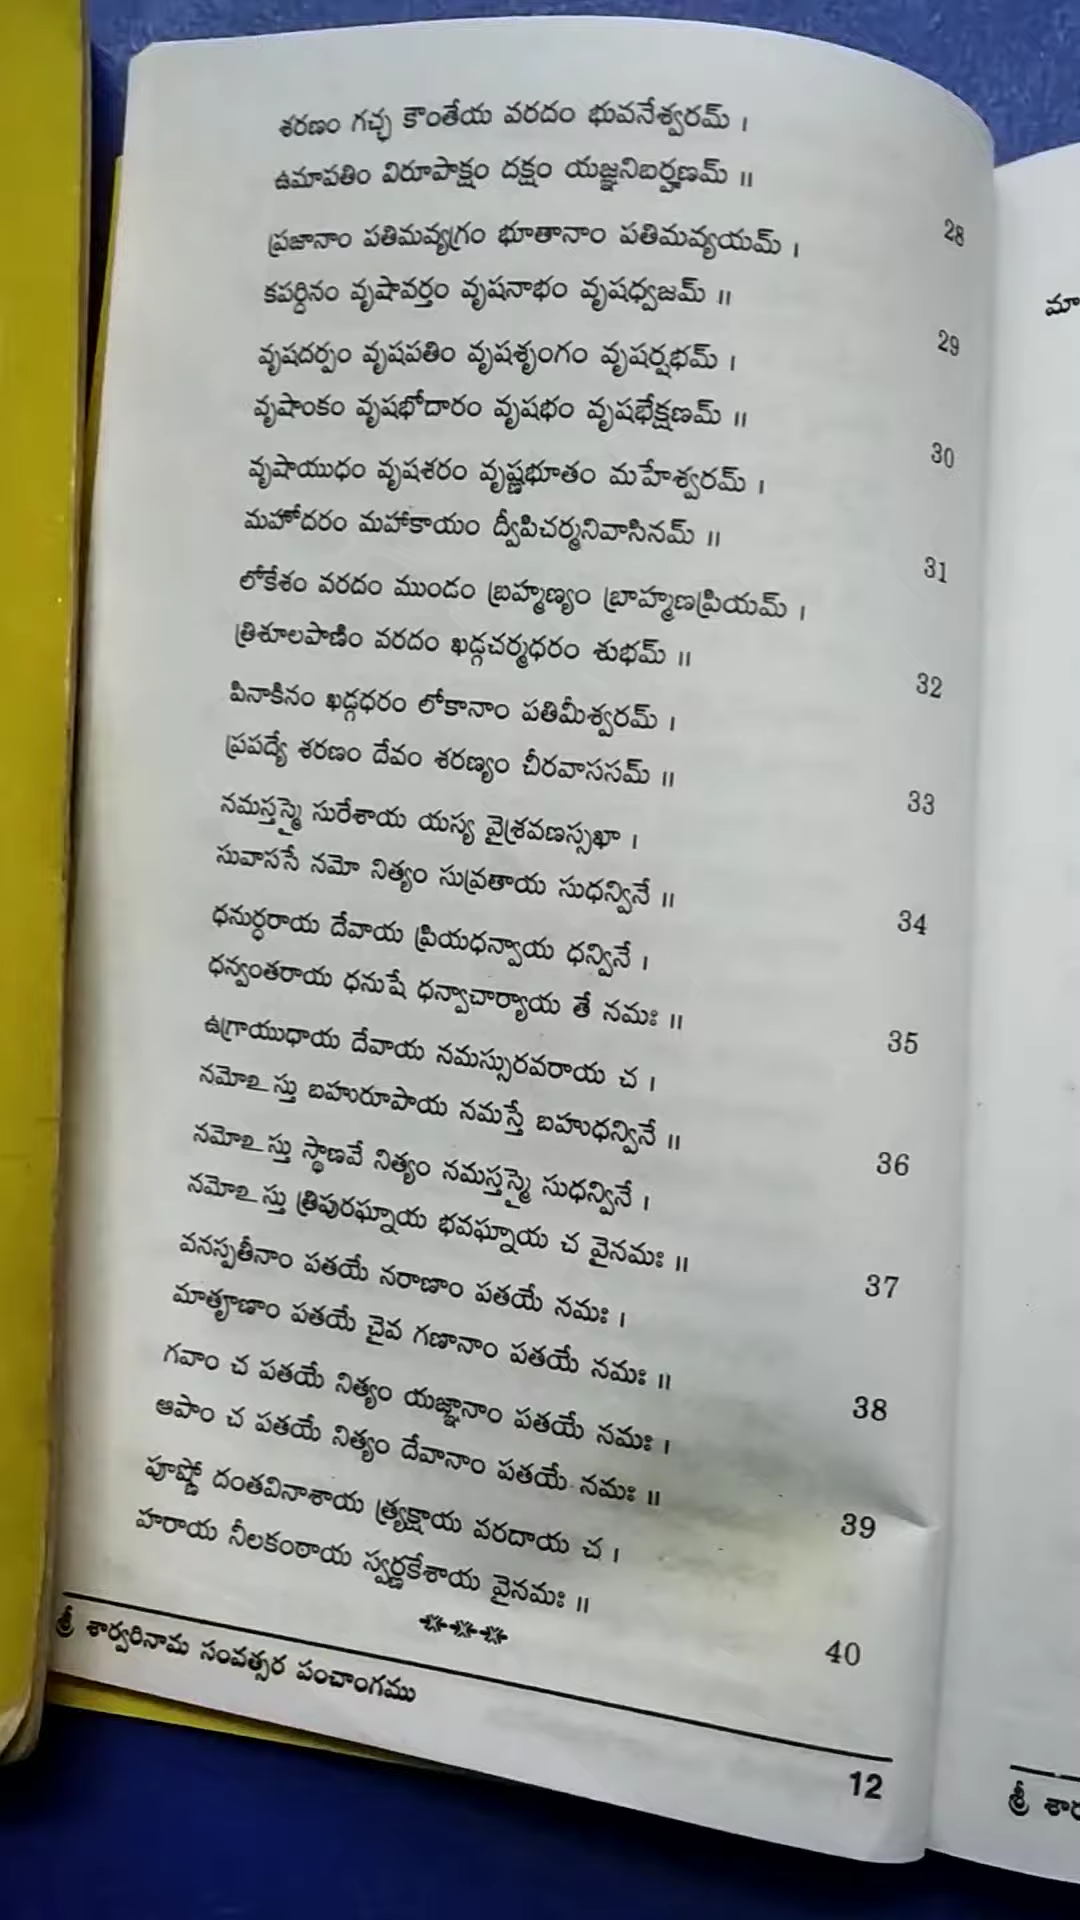 శరణం గచ్ఛ కౌంతేయ వరదం భువనేశ్వరమ్ ।
ఉమాపతిం విరూపాక్షం దక్షం యజ్ఞనిబర్హణమ్ ॥ 28
ప్రజానాం పతిమవ్యగ్రం భూతానాం పతిమవ్యయమ్ ।
కపర్దినం వృషావర్తం వృషనాభం వృషధ్వజమ్ ॥ 29
వృషదర్పం వృషపతిం వృషశృంగం వృషర్షభమ్ ।
వృషాంకం వృషభోదారం వృషభం వృషభేక్షణమ్ ॥ 30
వృషాయుధం వృషశరం వృష్ణభూతం మహేశ్వరమ్ ।
మహోదరం మహాకాయం ద్వీపిచర్మనివాసినమ్ ॥ 31
లోకేశం వరదం ముండం బ్రహ్మణ్యం బ్రాహ్మణప్రియమ్ ।
త్రిశూలపాణిం వరదం ఖడ్గచర్మధరం శుభమ్ ॥ 32
పినాకినం ఖడ్గధరం లోకానాం పతిమీశ్వరమ్ ।
ప్రపద్యే శరణం దేవం శరణ్యం చీరవాససమ్ ॥ 33
నమస్తస్మై సురేశాయ యస్య వైశ్రవణస్సఖా ।
సువాససే నమో నిత్యం సువ్రతాయ సుధన్వినే ॥ 34
ధనుర్ధరాయ దేవాయ ప్రియధన్వాయ ధన్వినే ।
ధన్వంతరాయ ధనుషే ధన్వాచార్యాయ తే నమః ॥ 35
ఉగ్రాయుధాయ దేవాయ నమస్సురవరాయ చ ।
నమోఽస్తు బహురూపాయ నమస్తే బహుధన్వినే ॥ 36
నమోఽస్తు స్థాణవే నిత్యం నమస్తస్మై సుధన్వినే ।
నమోఽస్తు త్రిపురఘ్నాయ భవఘ్నాయ చ వైనమః ॥ 37
వనస్పతీనాం పతయే నరాణాం పతయే నమః ।
మాతౄణాం పతయే చైవ గణానాం పతయే నమః ॥ 38
గవాం చ పతయే నిత్యం యజ్ఞానాం పతయే నమః ।
ఆపాం చ పతయే నిత్యం దేవానాం పతయే నమః ॥ 39
పూష్ణో దంతవినాశాయ త్ర్యక్షాయ వరదాయ చ ।
హరాయ నీలకంఠాయ స్వర్ణకేశాయ వైనమః ॥ 40
శ్రీ శార్వరినామ సంవత్సర పంచాంగము
12
మా
శ్రీ శార